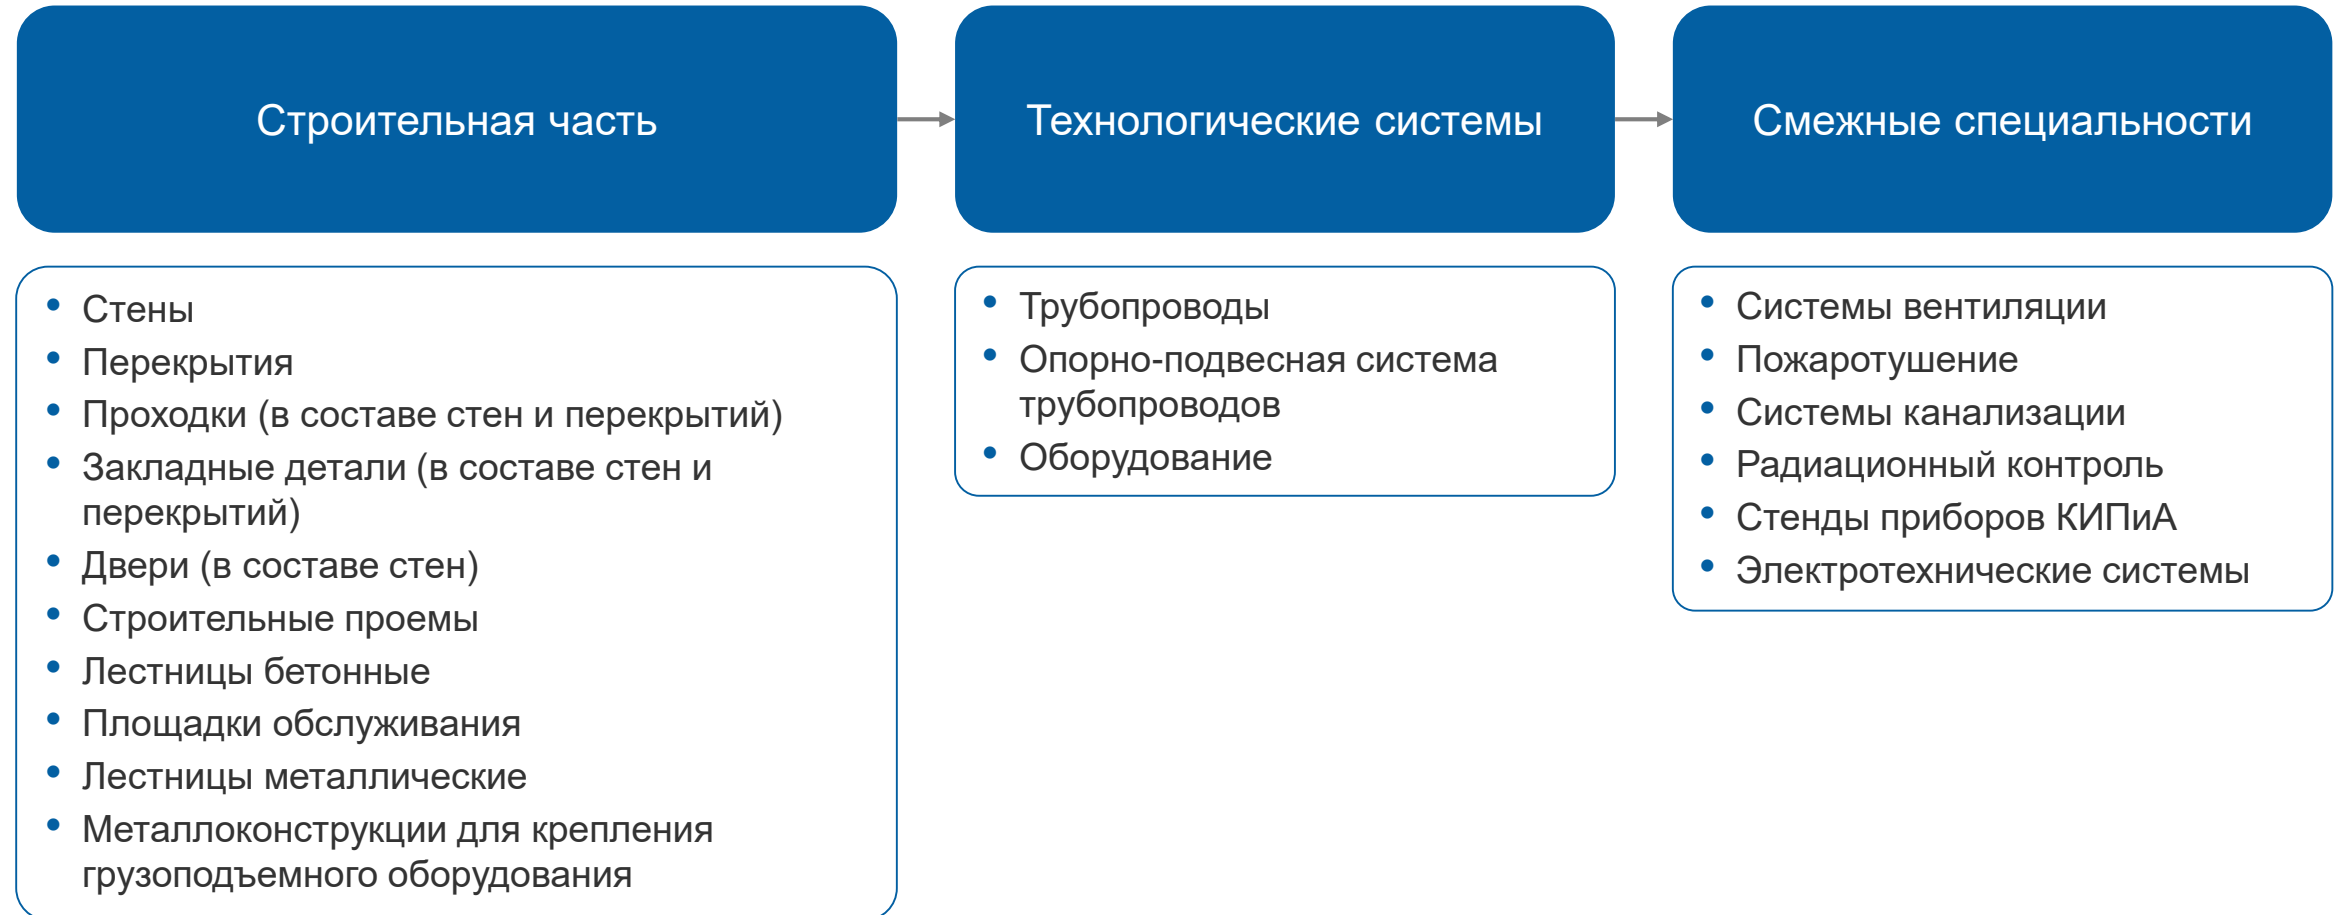 Строительная часть
Технологические системы
Смежные специальности
• Стены
• Перекрытия
• Проходки (в составе стен и перекрытий)
• Закладные детали (в составе стен и
перекрытий)
• Двери (в составе стен)
• Строительные проемы
• Лестницы бетонные
• Площадки обслуживания
• Лестницы металлические
• Металлоконструкции для крепления
грузоподъемного оборудования
• Трубопроводы
• Опорно-подвесная система
трубопроводов
• Оборудование
• Системы вентиляции
• Пожаротушение
• Системы канализации
• Радиационный контроль
• Стенды приборов КИПиА
• Электротехнические системы